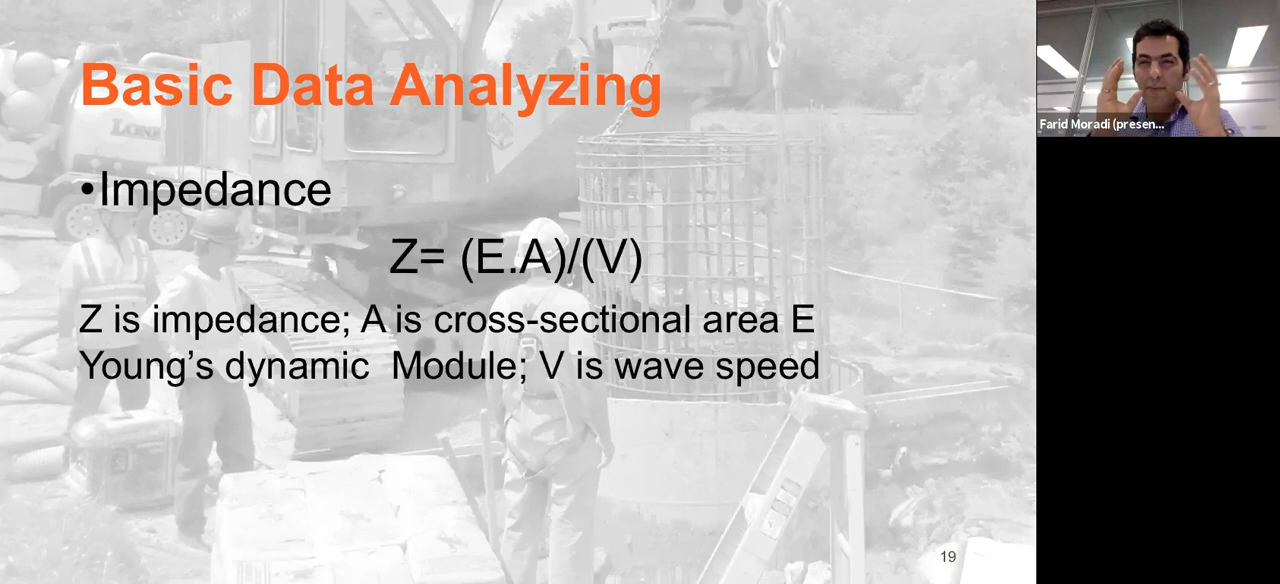 Basic Data Analyzing
•Impedance
Z= (E.A)/(V)
Z is impedance; A is cross-sectional area E
Young’s dynamic  Module; V is wave speed
19
Farid Moradi (presen...